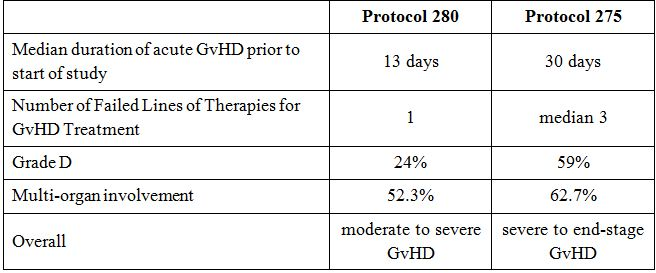 Protocol 280 Protocol 275
Median duration of acute GvHD prior to
start of study
13 days 30 days
Number of Failed Lines of Therapies for
GvHD Treatment
1 median 3
Grade D 24% 59%
Multi-organ involvement 52.3% 62.7%
Overall
moderate to severe
GvHD
severe to end-stage
GvHD